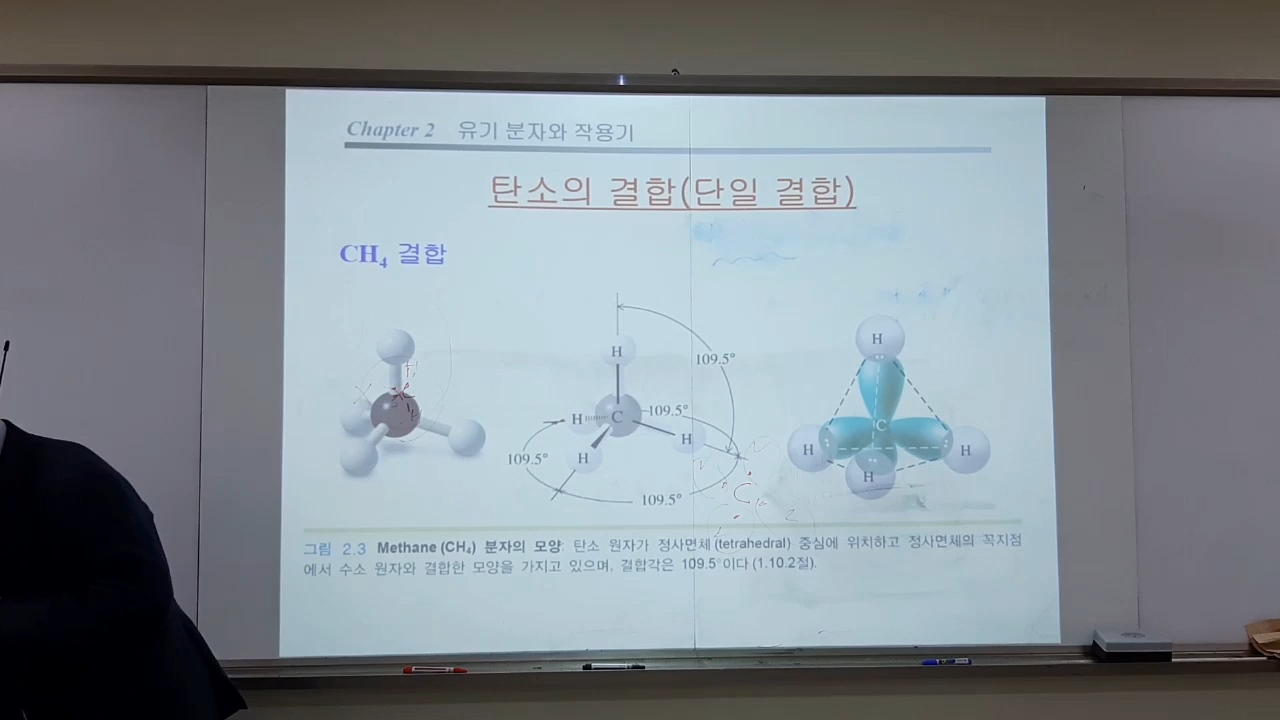 Chapter 2 유기 분자와 작용기
탄소의 결합(단일 결합)
CH₄ 결합
H
109.5°
H
109.5°
H C
H
H
109.5°
109.5°
C
H
H
H
C
그림 2.3 Methane (CH₄) 분자의 모양: 탄소 원자가 정사면체 (tetrahedral) 중심에 위치하고 정사면체의 꼭지점
에서 수소 원자와 결합한 모양을 가지고 있으며, 결합각은 109.5°이다 (1.10.2절).